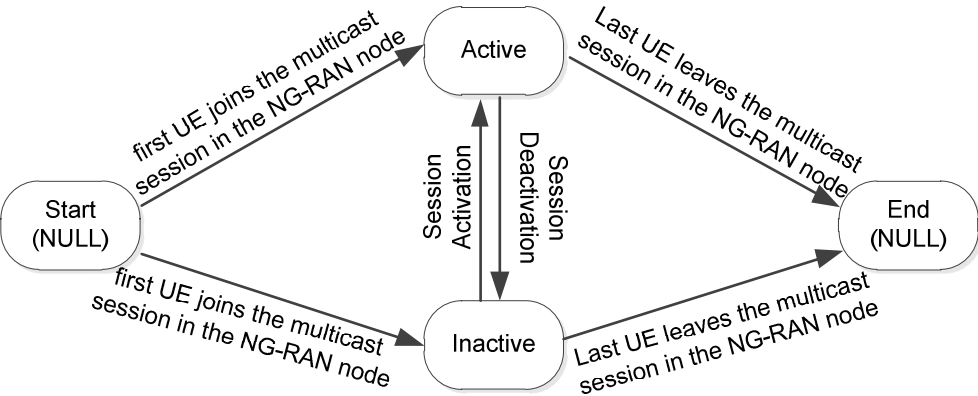 Active
first UE joins the multicast
session in the NG-RAN node
Last UE leaves the multicast
session in the NG-RAN node
Start
(NULL)
Session
Activation
Session
Deactivation
End
(NULL)
first UE joins the multicast
session in the NG-RAN node
Inactive
Last UE leaves the multicast
session in the NG-RAN node